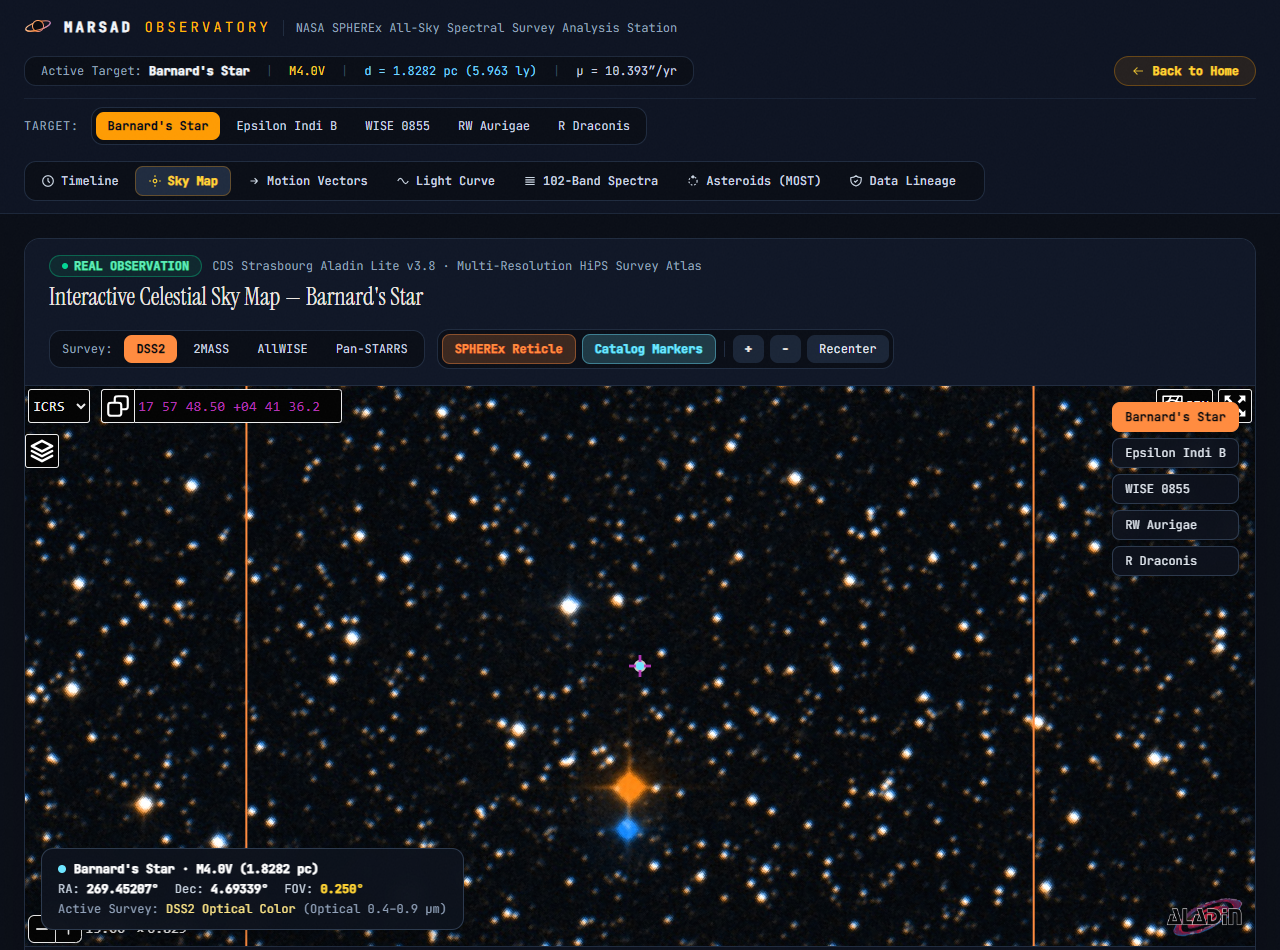 MARSAD OBSERVATORY NASA SPHEREx All-Sky Spectral Survey Analysis Station
Active Target: Barnard's Star | M4.0V | d = 1.8282 pc (5.963 ly) | μ = 10.393″/yr
← Back to Home
TARGET: Barnard's Star Epsilon Indi B WISE 0855 RW Aurigae R Draconis
Timeline Sky Map Motion Vectors Light Curve 102-Band Spectra Asteroids (MOST) Data Lineage
REAL OBSERVATION CDS Strasbourg Aladin Lite v3.8 · Multi-Resolution HiPS Survey Atlas
Interactive Celestial Sky Map — Barnard's Star
Survey: DSS2 2MASS AllWISE Pan-STARRS SPHEREx Reticle Catalog Markers + - Recenter
ICRS 17 57 48.50 +04 41 36.2
Barnard's Star
Epsilon Indi B
WISE 0855
RW Aurigae
R Draconis
Barnard's Star · M4.0V (1.8282 pc)
RA: 269.45207° Dec: 4.69339° FOV: 0.250°
Active Survey: DSS2 Optical Color (Optical 0.4–0.9 μm)
ALADIN